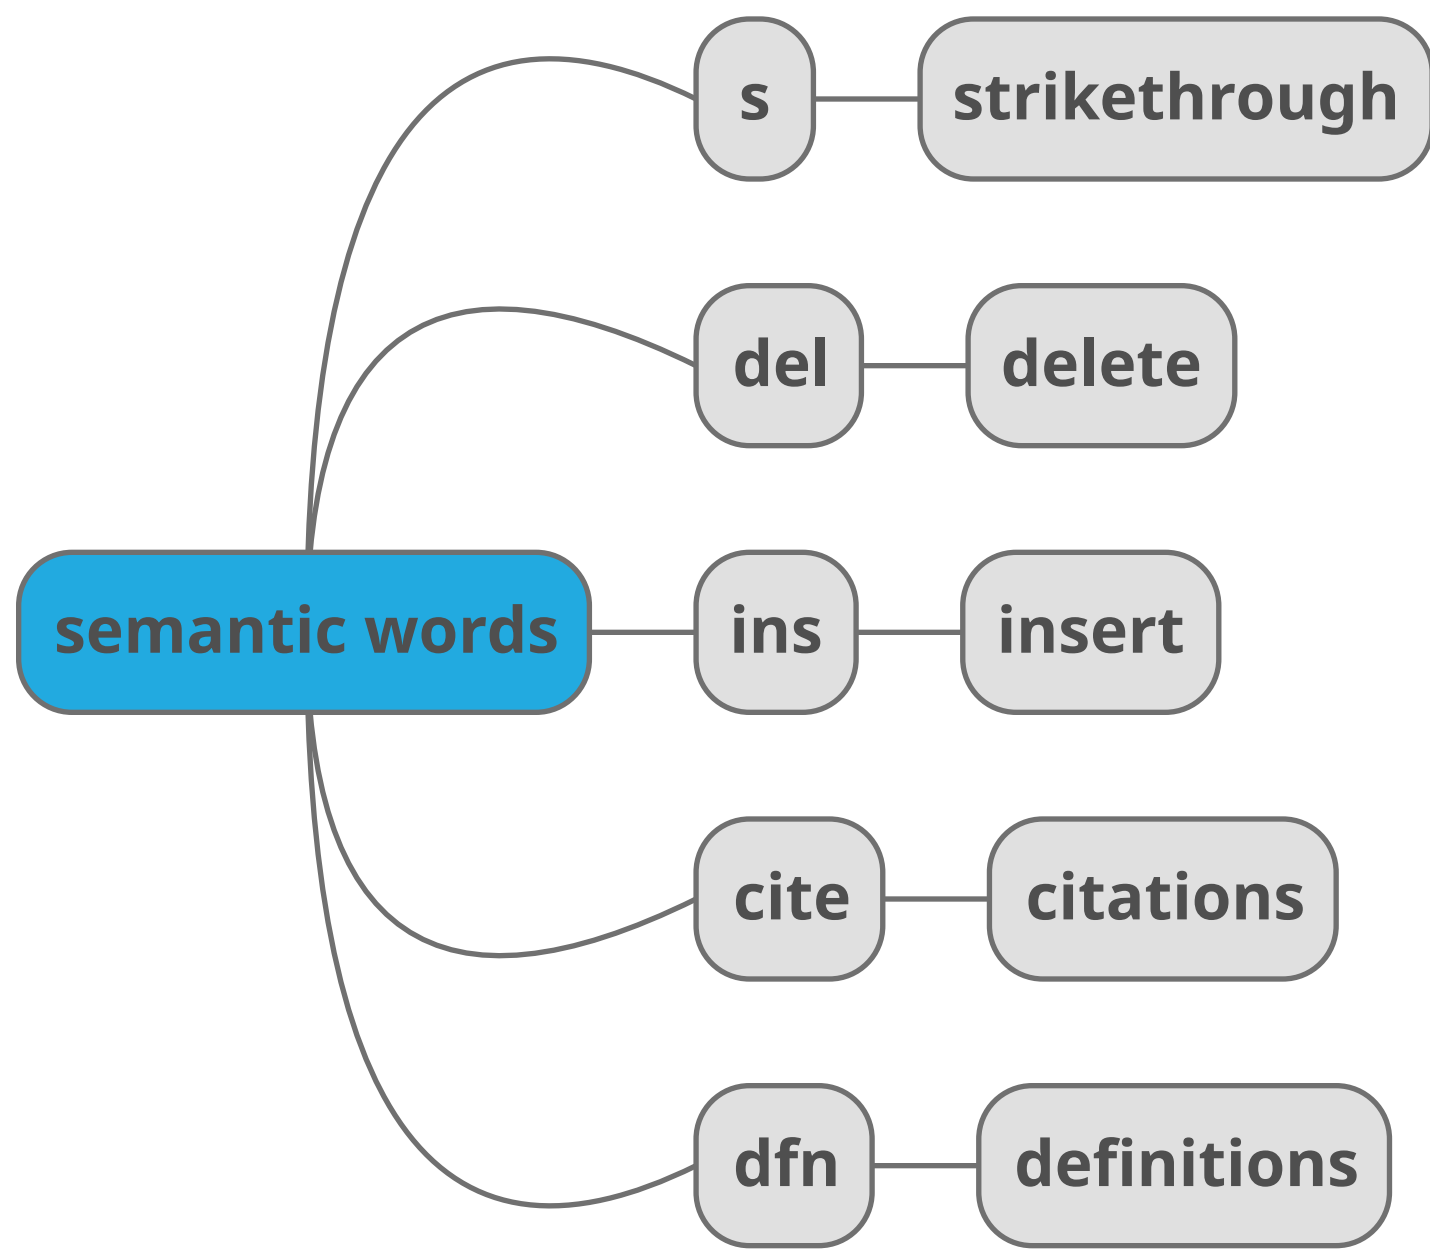 s
strikethrough
del
delete
semantic words
ins
insert
cite
citations
dfn
definitions